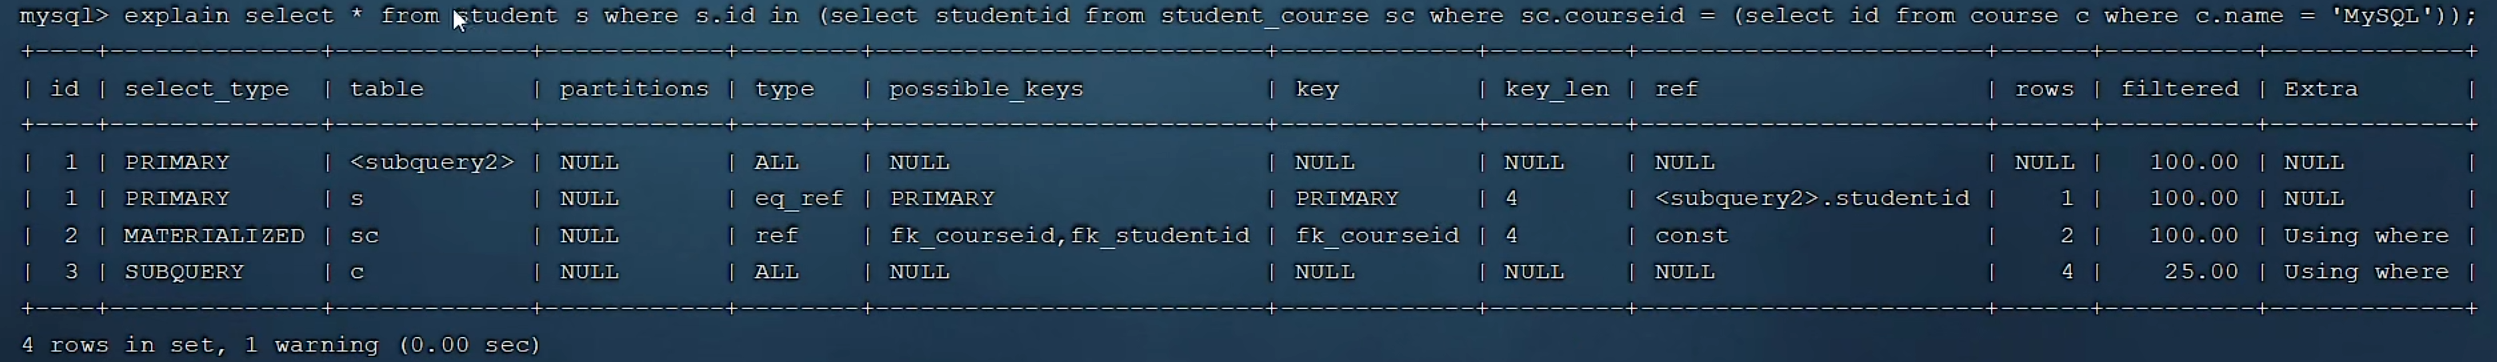 mysql> explain select * from student s where s.id in (select studentid from student_course sc where sc.courseid = (select id from course c where c.name = 'MySQL'));
+----+--------------+-------------+------------+--------+--------------------------+-------------+---------+-----------------------+------+----------+-------------+
| id | select_type  | table       | partitions | type   | possible_keys            | key         | key_len | ref                   | rows | filtered | Extra       |
+----+--------------+-------------+------------+--------+--------------------------+-------------+---------+-----------------------+------+----------+-------------+
|  1 | PRIMARY      | <subquery2> | NULL       | ALL    | NULL                     | NULL        | NULL    | NULL                  | NULL |   100.00 | NULL        |
|  1 | PRIMARY      | s           | NULL       | eq_ref | PRIMARY                  | PRIMARY     | 4       | <subquery2>.studentid |    1 |   100.00 | NULL        |
|  2 | MATERIALIZED | sc          | NULL       | ref    | fk_courseid,fk_studentid | fk_courseid | 4       | const                 |    2 |   100.00 | Using where |
|  3 | SUBQUERY     | c           | NULL       | ALL    | NULL                     | NULL        | NULL    | NULL                  |    4 |    25.00 | Using where |
+----+--------------+-------------+------------+--------+--------------------------+-------------+---------+-----------------------+------+----------+-------------+
4 rows in set, 1 warning (0.00 sec)